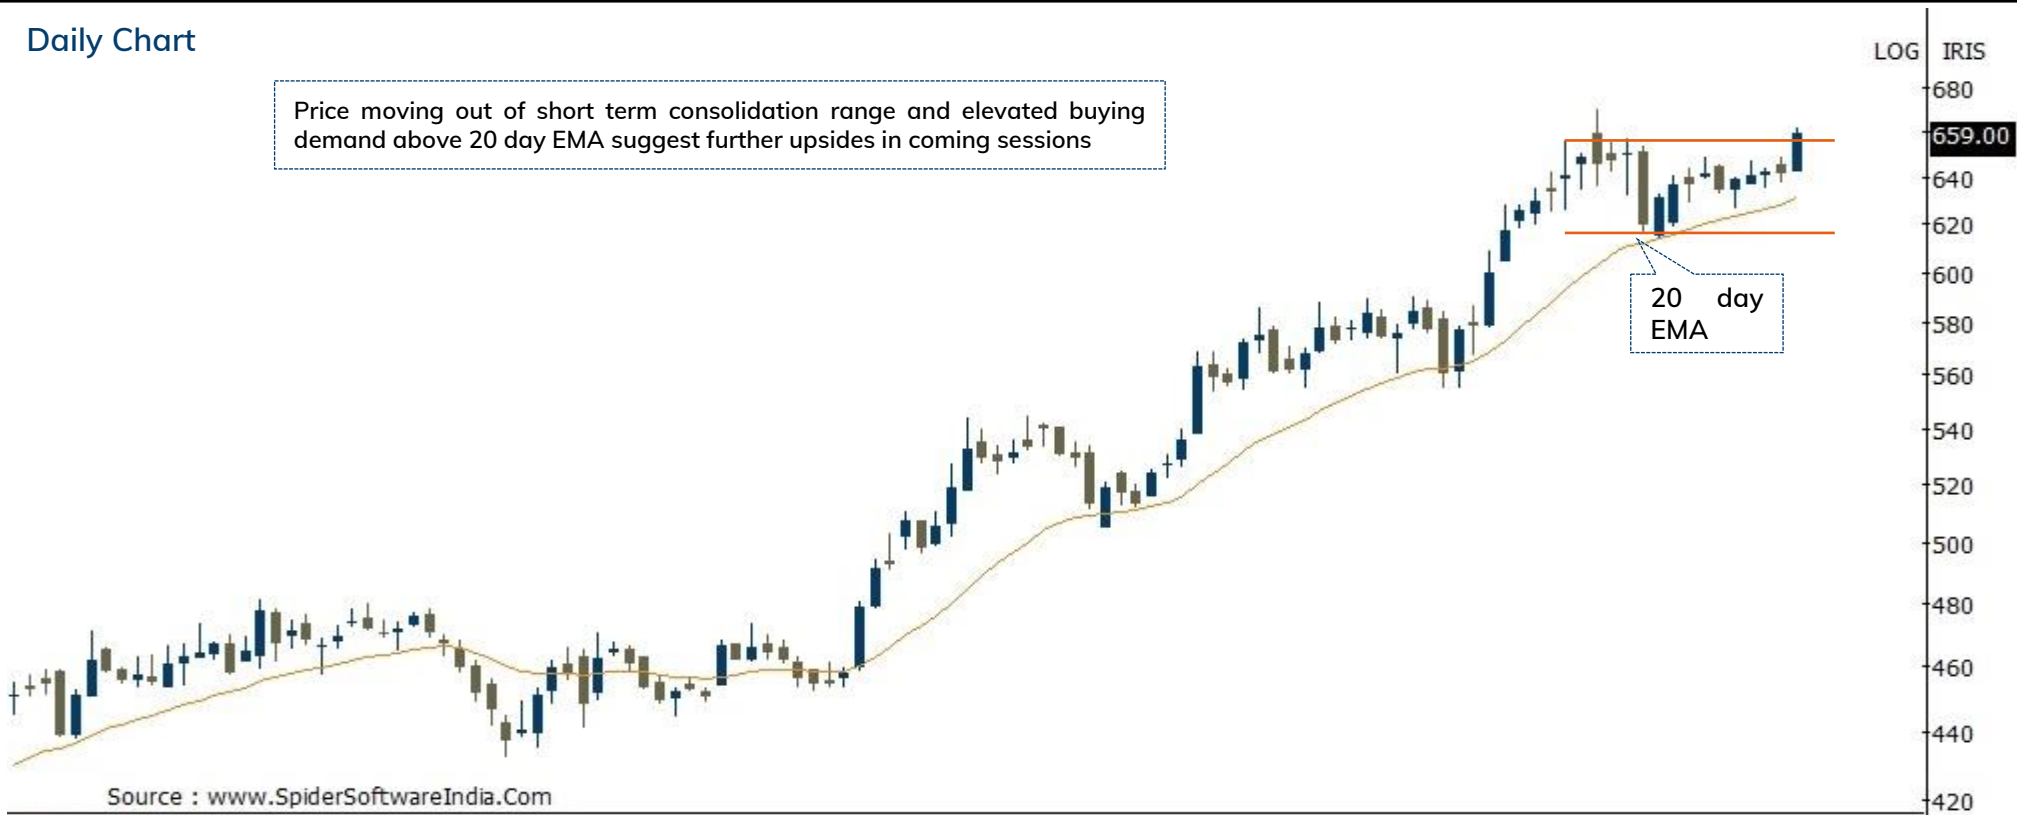 Daily Chart
LOG IRIS
Price moving out of short term consolidation range and elevated buying
demand above 20 day EMA suggest further upsides in coming sessions
680
659.00
640
620
600
20 day
EMA
580
560
540
520
500
480
460
440
420
Source : www.SpiderSoftwareIndia.Com